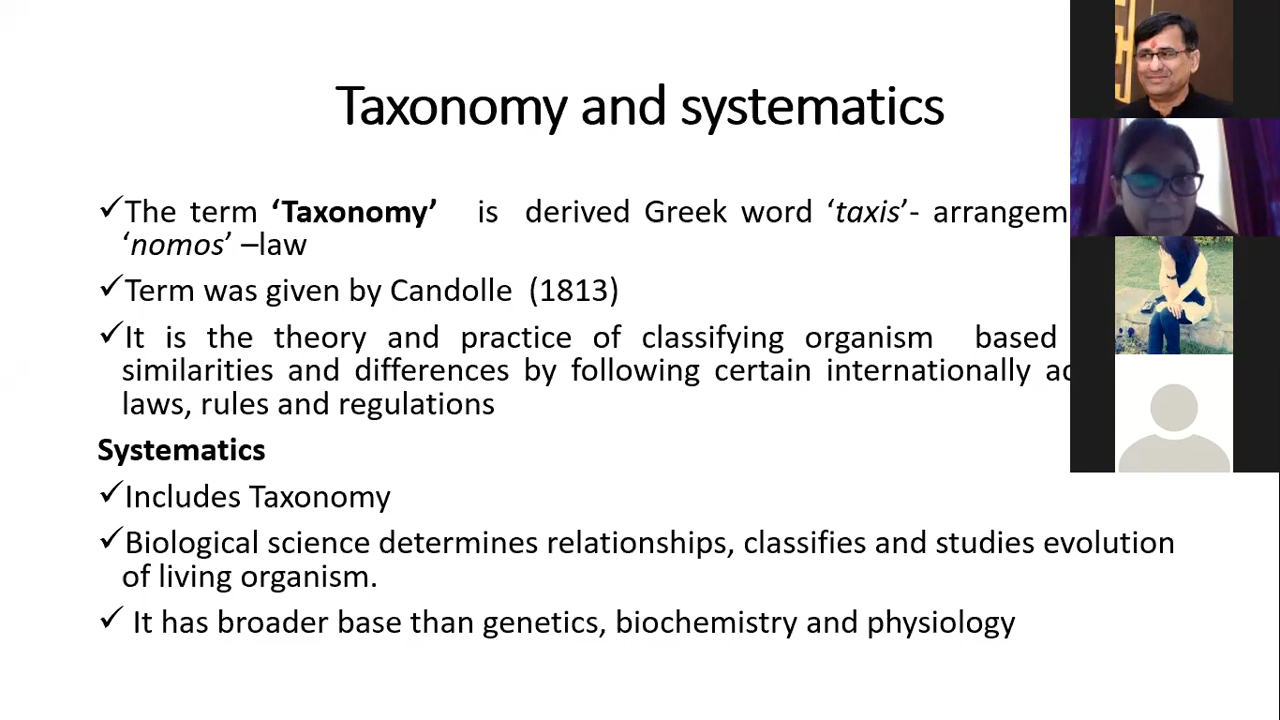 Taxonomy and systematics
✓The term ‘Taxonomy’ is derived Greek word ‘taxis’- arrangem
‘nomos’ –law
✓Term was given by Candolle (1813)
✓It is the theory and practice of classifying organism based
similarities and differences by following certain internationally
laws, rules and regulations
Systematics
✓Includes Taxonomy
✓Biological science determines relationships, classifies and studies evolution
of living organism.
✓ It has broader base than genetics, biochemistry and physiology